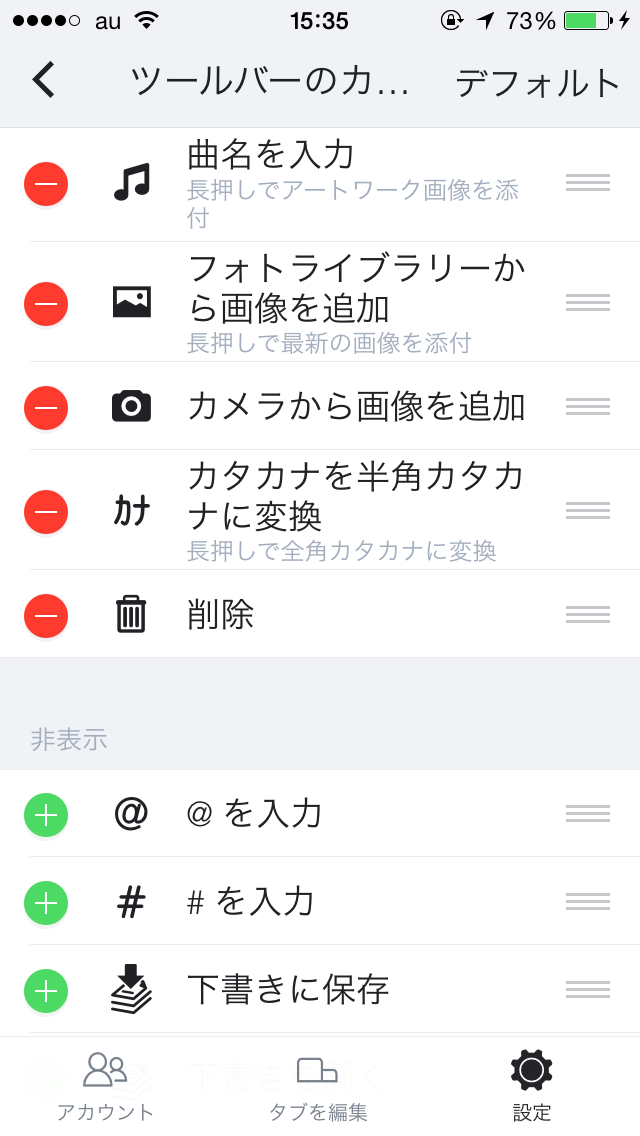 au 15:35 73%
ツールバーのカ… デフォルト
曲名を入力
長押しでアートワーク画像を添
付
フォトライブラリーか
ら画像を追加
長押しで最新の画像を添付
カメラから画像を追加
カナ
カタカナを半角カタカ
ナに変換
長押しで全角カタカナに変換
削除
非表示
@ @ を入力
# # を入力
下書きに保存
アカウント タブを編集 設定